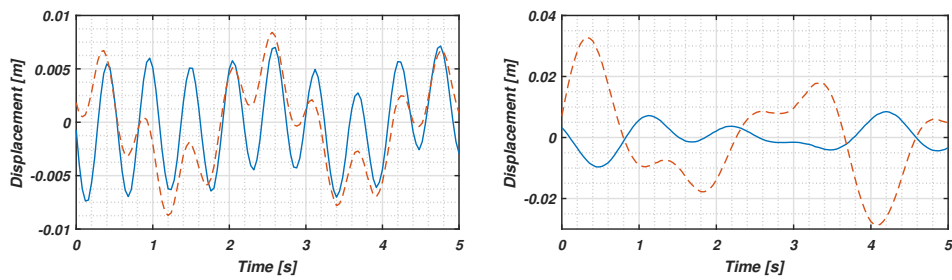 0.01
0.005
0
-0.005
-0.01
Displacement [m]
0 1 2 3 4 5
Time [s]
0.04
0.02
0
-0.02
Displacement [m]
0 1 2 3 4 5
Time [s]